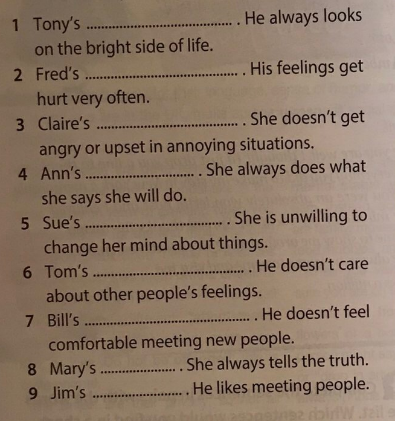 1 Tony's ................................... . He always looks
on the bright side of life.
2 Fred's ..................................... . His feelings get
hurt very often.
3 Claire's .................................. . She doesn't get
angry or upset in annoying situations.
4 Ann's .......................... . She always does what
she says she will do.
5 Sue's ................................. . She is unwilling to
change her mind about things.
6 Tom's ..................................... . He doesn't care
about other people's feelings.
7 Bill's ........................................ . He doesn't feel
comfortable meeting new people.
8 Mary's .................. . She always tells the truth.
9 Jim's ...................... . He likes meeting people.